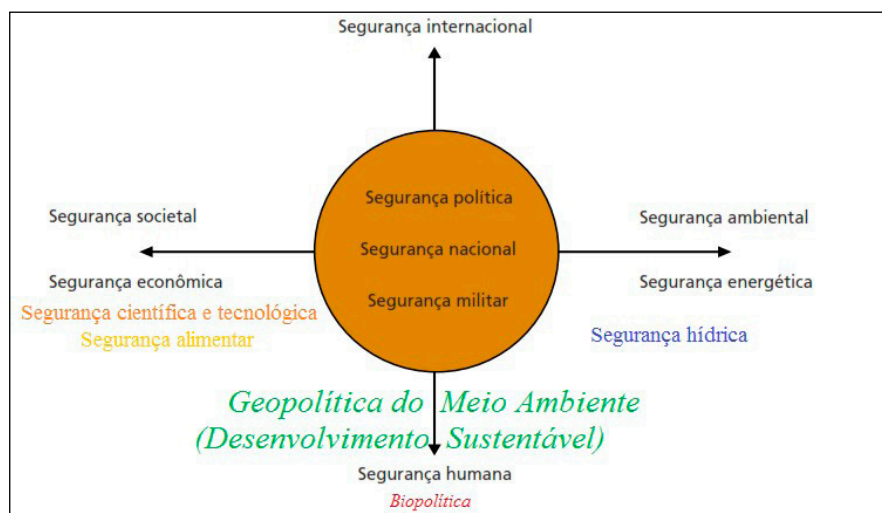 Segurança internacional
Segurança política
Segurança societal
Segurança ambiental
Segurança nacional
Segurança econômica
Segurança energética
Segurança militar
Segurança científica e tecnológica
Segurança alimentar
Segurança hídrica
Geopolítica do Meio Ambiente
(Desenvolvimento Sustentável)
Segurança humana
Biopolítica